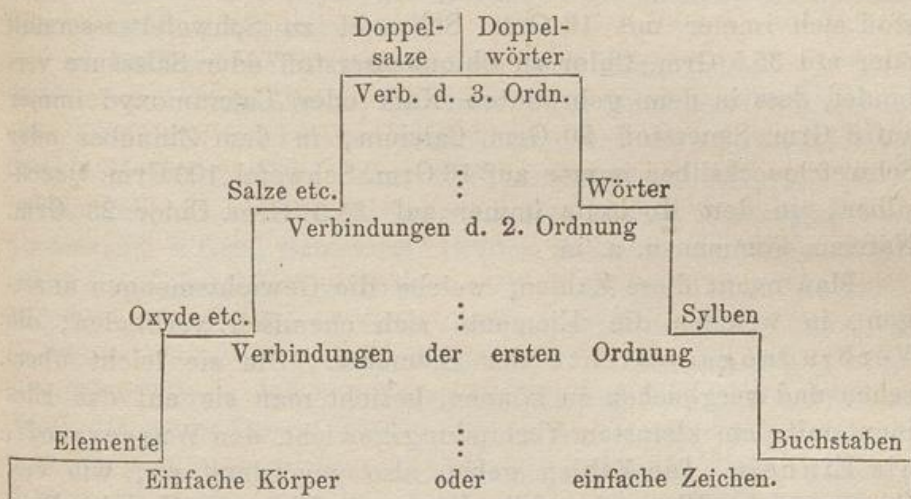 Doppel- Doppel-
salze wörter
Verb. d. 3. Ordn.
Salze etc. Wörter
Verbindungen d. 2. Ordnung
Oxyde etc. Sylben
Verbindungen der ersten Ordnung
Elemente Buchstaben
Einfache Körper oder einfache Zeichen.